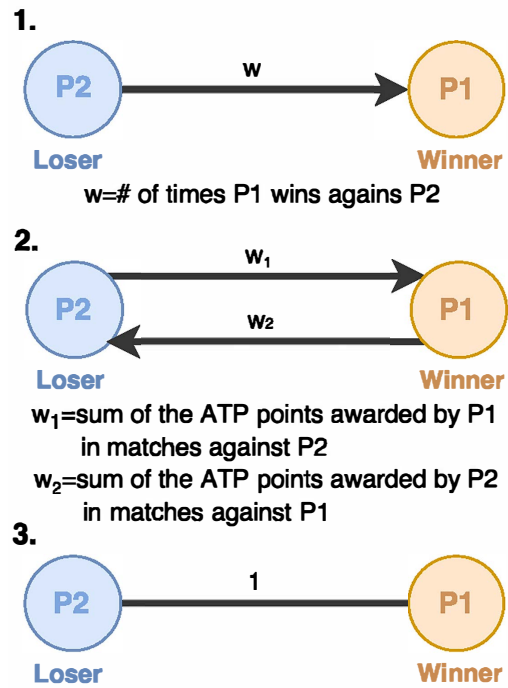 1.
P2 w P1
Loser Winner
w=# of times P1 wins agains P2
2.
w1
P2 P1
w2
Loser Winner
w1=sum of the ATP points awarded by P1
in matches against P2
w2=sum of the ATP points awarded by P2
in matches against P1
3.
P2 1 P1
Loser Winner